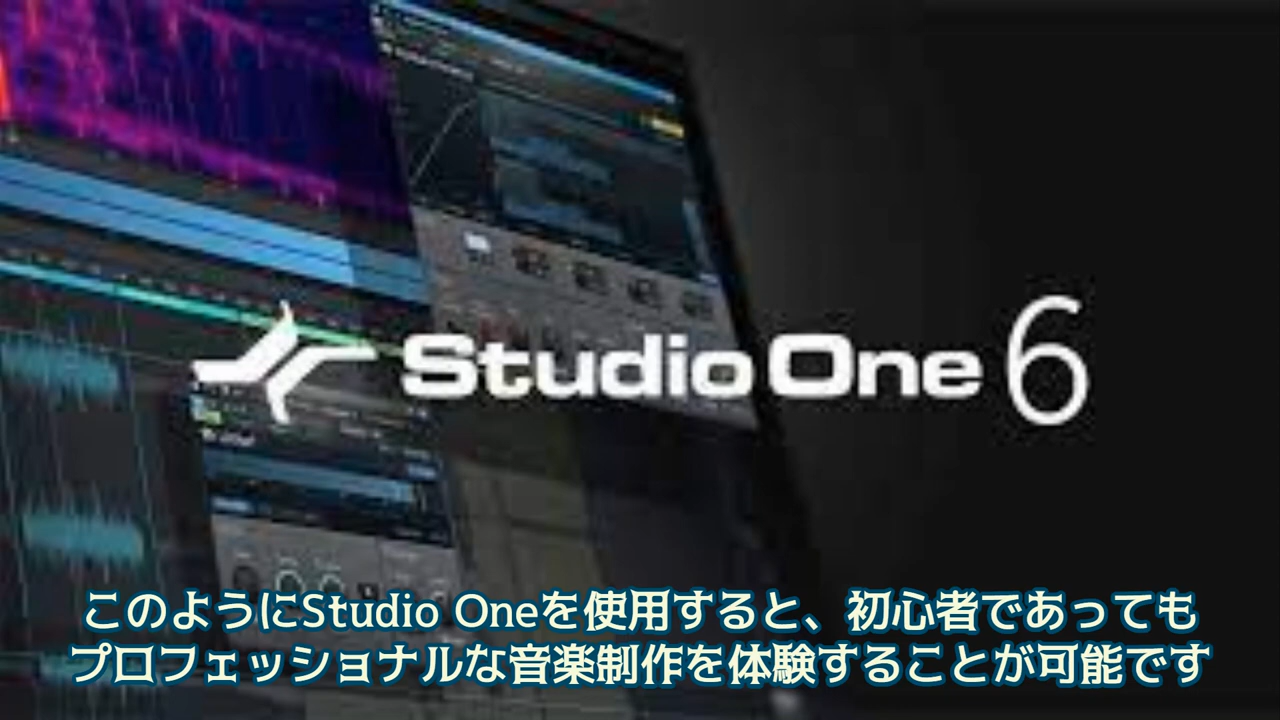 Studio One 6
このようにStudio Oneを使用すると、初心者であっても
プロフェッショナルな音楽制作を体験することが可能です